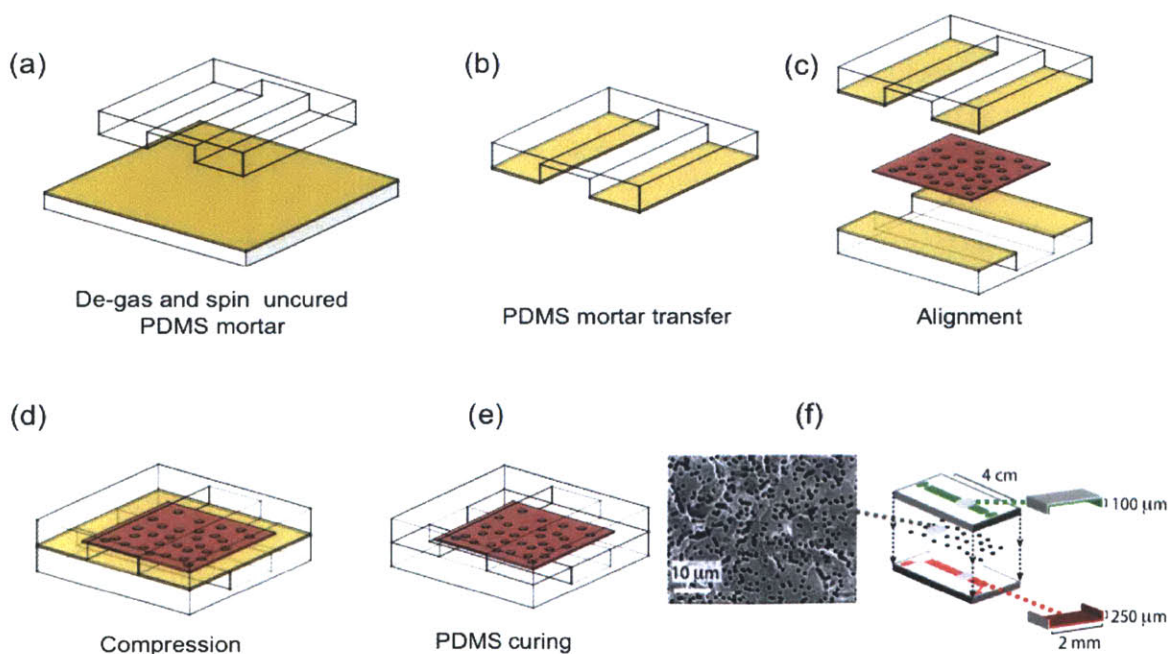 (a)
(b)
(c)
De-gas and spin uncured
PDMS mortar
PDMS mortar transfer
Alignment
(d)
(e)
(f)
4 cm
100 μm
10 μm
250 μm
2 mm
Compression
PDMS curing